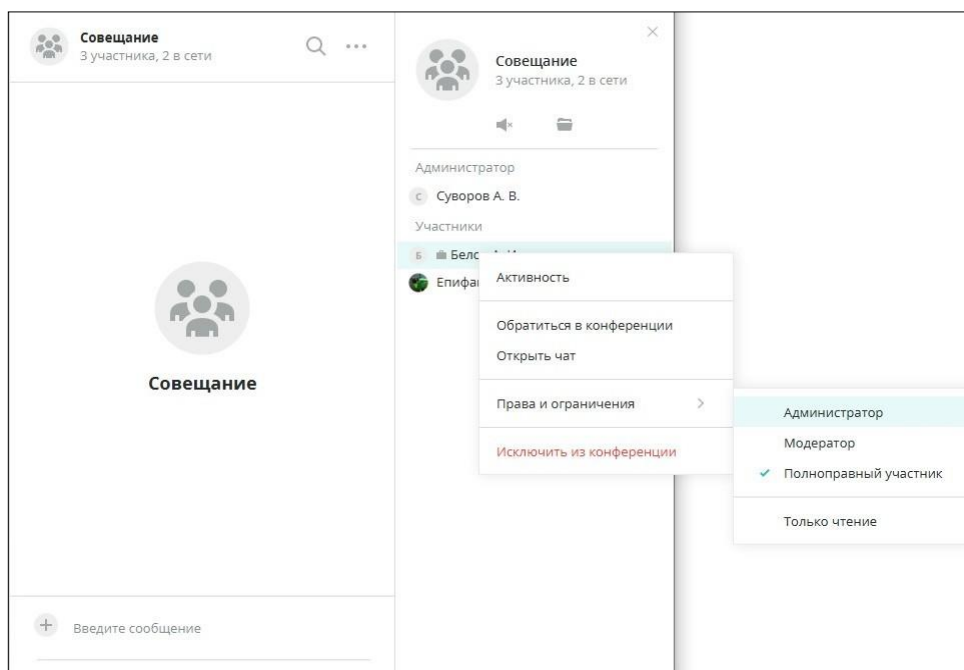 Совещание
3 участника, 2 в сети
Совещание
Введите сообщение
Совещание
3 участника, 2 в сети
Администратор
С Суворов А. В.
Участники
Б
Активность
Обратиться в конференции
Открыть чат
Права и ограничения
Исключить из конференции
Администратор
Модератор
Полноправный участник
Только чтение